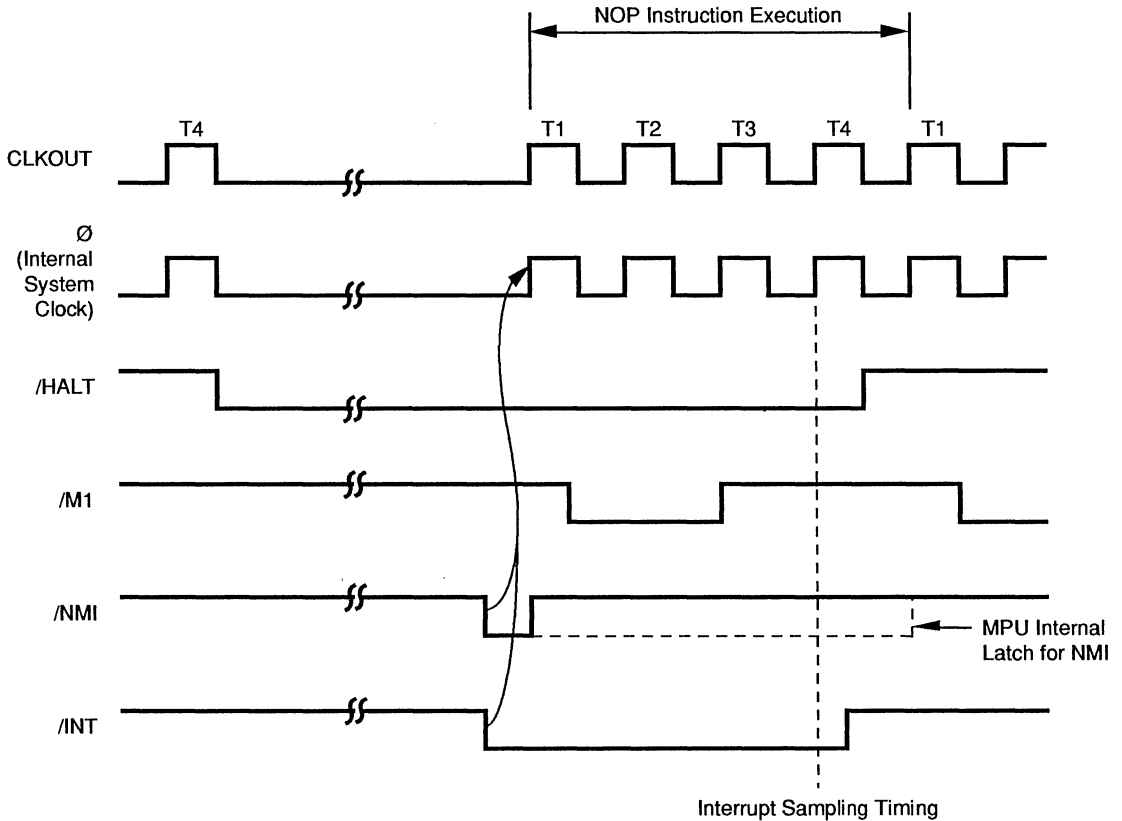 NOP Instruction Execution
T4 T1 T2 T3 T4 T1
CLKOUT
Ø
(Internal
System
Clock)
/HALT
/M1
/NMI
MPU Internal
Latch for NMI
/INT
Interrupt Sampling Timing